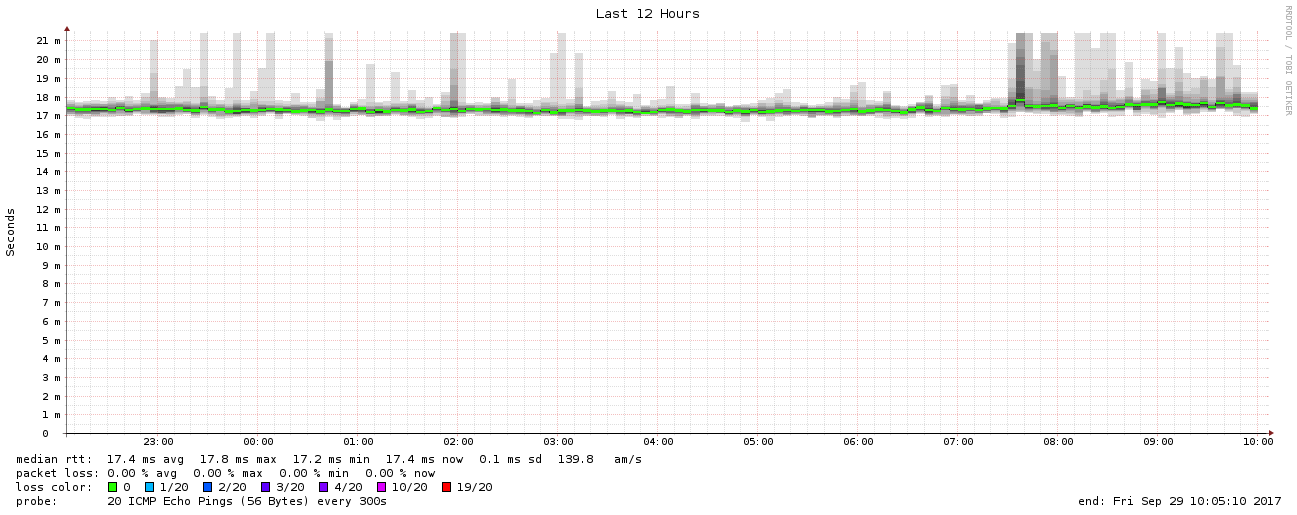 Last 12 Hours
RRDTOOL / TOBI OETIKER
21 m
20 m
19 m
18 m
17 m
16 m
15 m
14 m
13 m
12 m
11 m
10 m
9 m
8 m
7 m
6 m
5 m
4 m
3 m
2 m
1 m
0
Seconds
23:00 00:00 01:00 02:00 03:00 04:00 05:00 06:00 07:00 08:00 09:00 10:00
median rtt: 17.4 ms avg 17.8 ms max 17.2 ms min 17.4 ms now 0.1 ms sd 139.8 am/s
packet loss: 0.00 % avg 0.00 % max 0.00 % min 0.00 % now
loss color: 0 1/20 2/20 3/20 4/20 10/20 19/20
probe: 20 ICMP Echo Pings (56 Bytes) every 300s
end: Fri Sep 29 10:05:10 2017